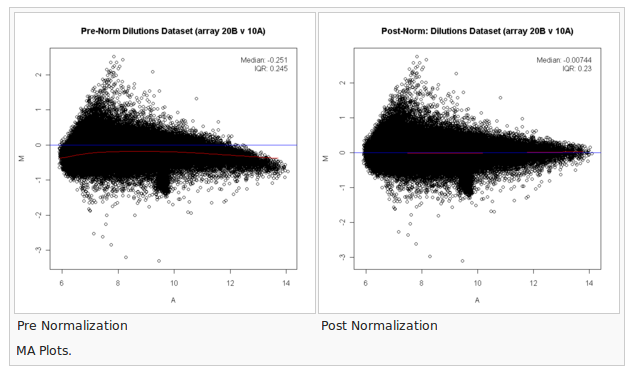 Pre-Norm Dilutions Dataset (array 20B v 10A)
Median: -0.251
IQR: 0.245
M
2
1
0
-1
-2
-3
6
8
10
12
14
A
Post-Norm: Dilutions Dataset (array 20B v 10A)
Median: -0.00744
IQR: 0.23
M
2
1
0
-1
-2
-3
6
8
10
12
14
A
Pre Normalization
Post Normalization
MA Plots.